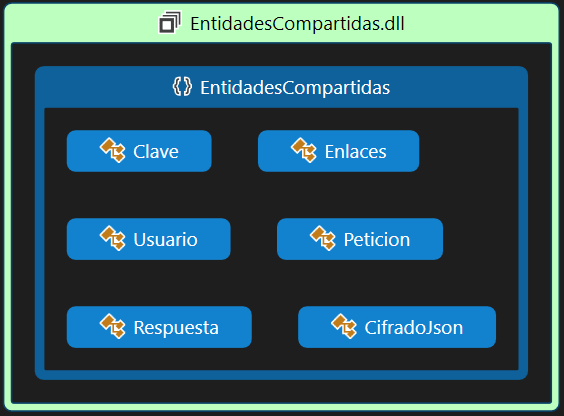 EntidadesCompartidas.dll
EntidadesCompartidas
Clave
Enlaces
Usuario
Peticion
Respuesta
CifradoJson